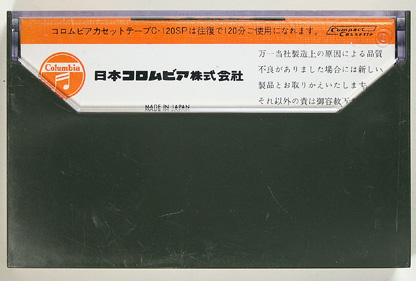 コロムビアカセットテープC-120SPは往復で120分ご使用になれます。
Compact Cassette
Columbia
日本コロムビア株式会社
万一当社製造上の原因による品質
不良がありました場合には新しい
製品とお取りかえいたします
それ以外の責は御容赦下
MADE IN JAPAN